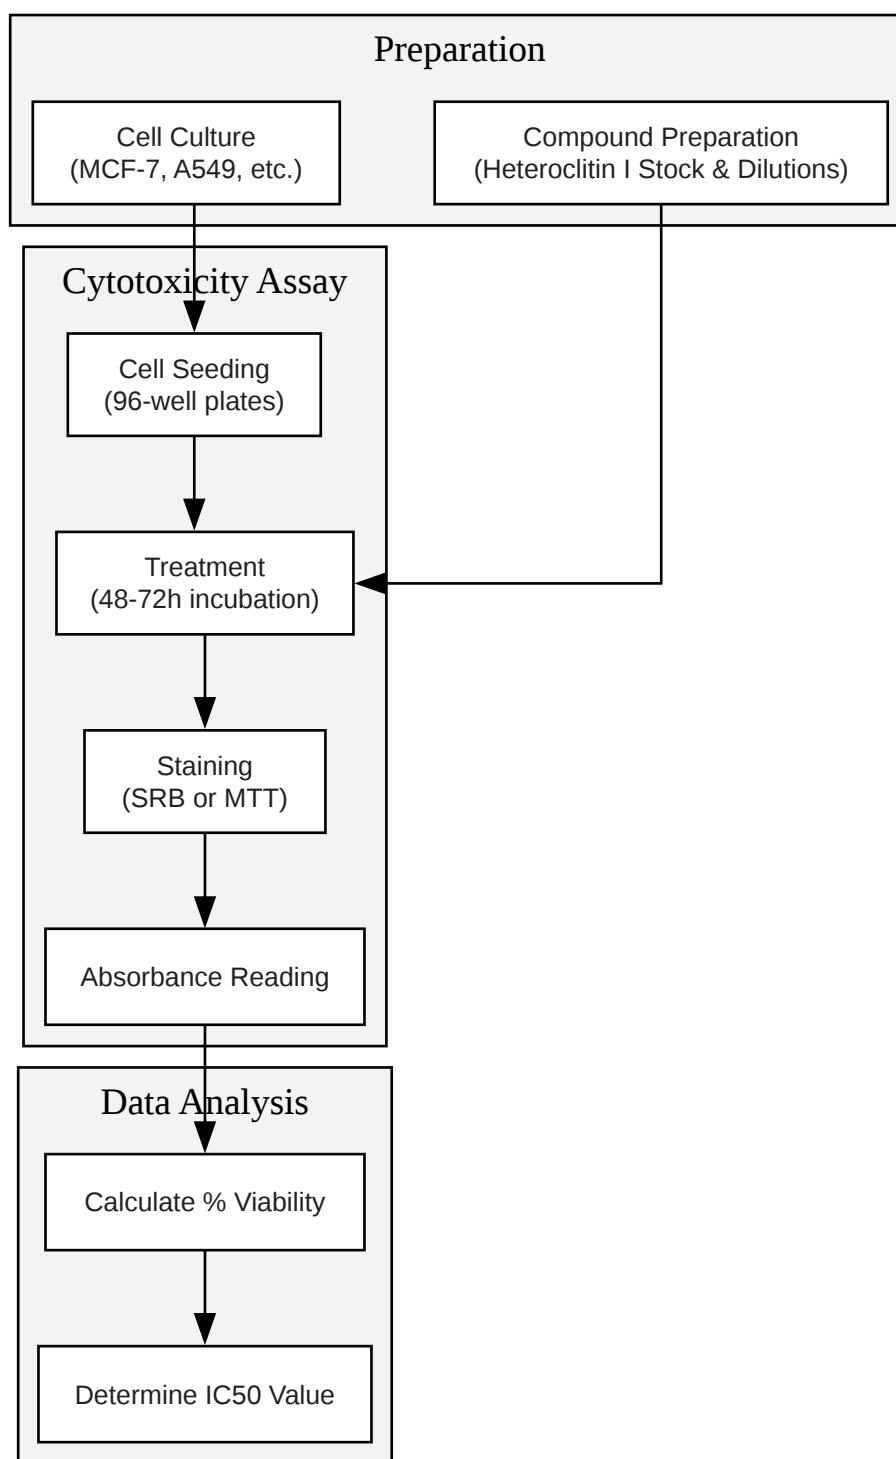 Preparation
Cell Culture
(MCF-7, A549, etc.)
Compound Preparation
(Heteroclitin I Stock & Dilutions)
Cytotoxicity Assay
Cell Seeding
(96-well plates)
Treatment
(48-72h incubation)
Staining
(SRB or MTT)
Absorbance Reading
Data Analysis
Calculate % Viability
Determine IC50 Value